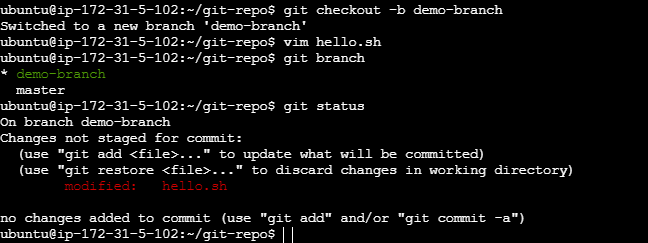 ubuntu@ip-172-31-5-102:~/git-repo$ git checkout -b demo-branch
Switched to a new branch 'demo-branch'
ubuntu@ip-172-31-5-102:~/git-repo$ vim hello.sh
ubuntu@ip-172-31-5-102:~/git-repo$ git branch
* demo-branch
  master
ubuntu@ip-172-31-5-102:~/git-repo$ git status
On branch demo-branch
Changes not staged for commit:
  (use "git add <file>..." to update what will be committed)
  (use "git restore <file>..." to discard changes in working directory)
        modified:   hello.sh

no changes added to commit (use "git add" and/or "git commit -a")
ubuntu@ip-172-31-5-102:~/git-repo$